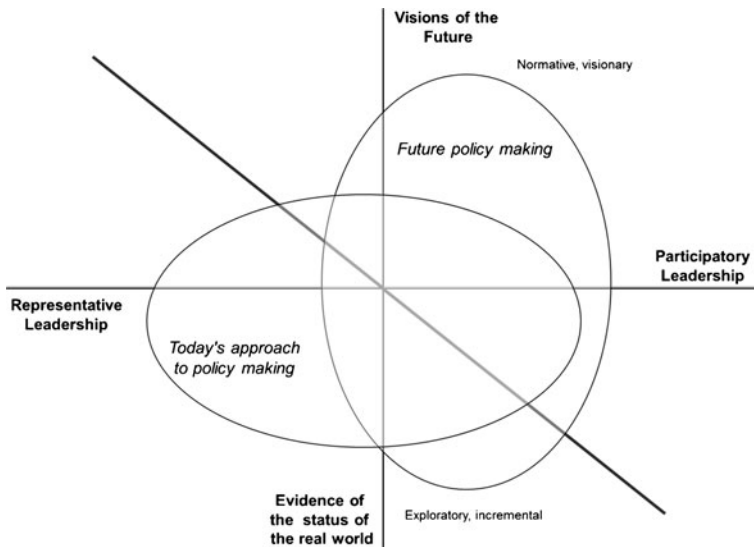 Visions of the
Future
Normative, visionary
Future policy making
Participatory
Leadership
Representative
Leadership
Today's approach
to policy making
Evidence of
the status of
the real world
Exploratory, incremental